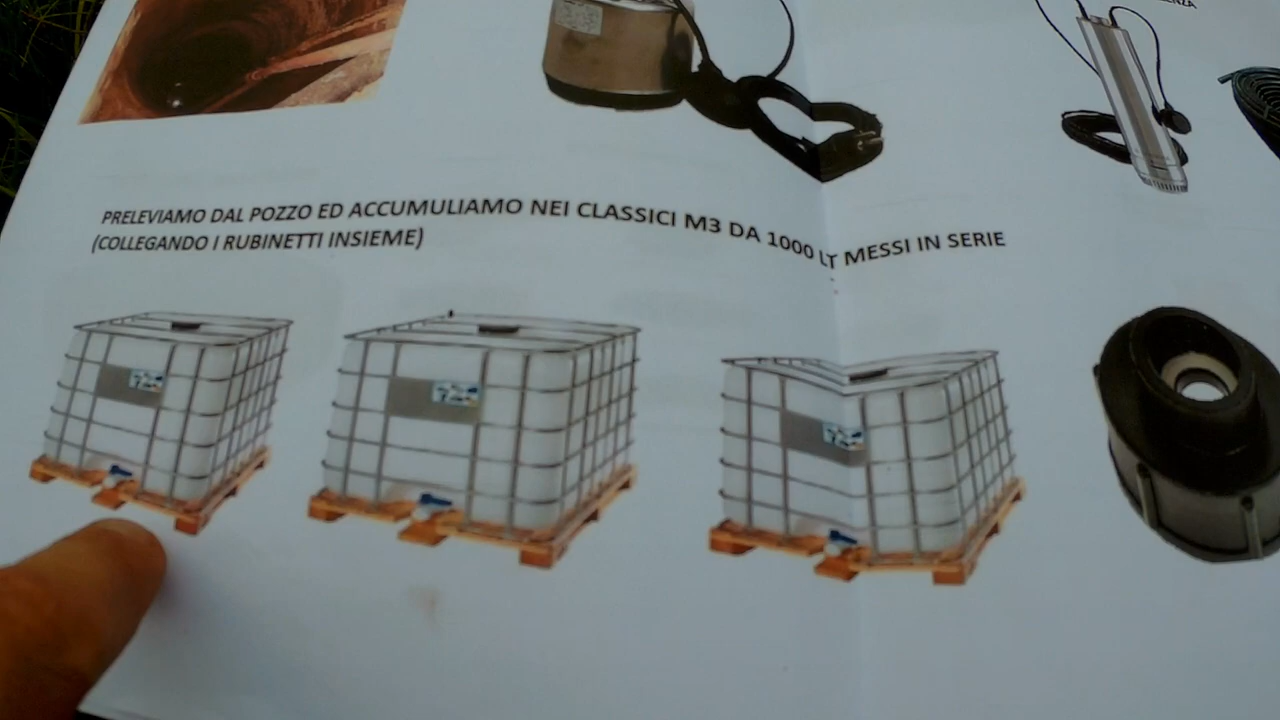 PRELEVIAMO DAL POZZO ED ACCUMULIAMO NEI CLASSICI M3 DA 1000 LT MESSI IN SERIE
(COLLEGANDO I RUBINETTI INSIEME)